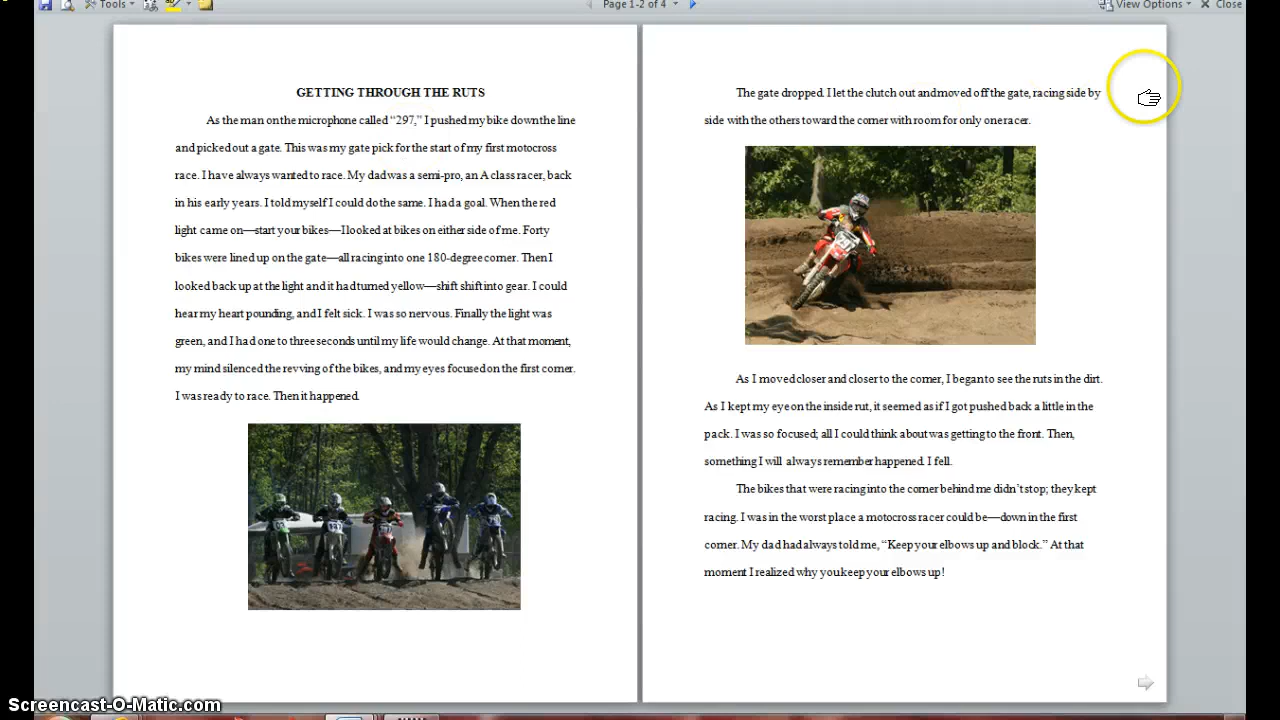 Tools
Page 1-2 of 4
View Options
Close
GETTING THROUGH THE RUTS
As the man on the microphone called “297,” I pushed my bike down the line
and picked out a gate. This was my gate pick for the start of my first motocross
race. I have always wanted to race. My dad was a semi-pro, an A class racer, back
in his early years. I told myself I could do the same. I had a goal. When the red
light came on—start your bikes—I looked at bikes on either side of me. Forty
bikes were lined up on the gate—all racing into one 180-degree corner. Then I
looked back up at the light and it had turned yellow—shift shift into gear. I could
hear my heart pounding, and I felt sick. I was so nervous. Finally the light was
green, and I had one to three seconds until my life would change. At that moment,
my mind silenced the revving of the bikes, and my eyes focused on the first corner.
I was ready to race. Then it happened.
The gate dropped. I let the clutch out and moved off the gate, racing side by
side with the others toward the corner with room for only one racer.
As I moved closer and closer to the corner, I began to see the ruts in the dirt.
As I kept my eye on the inside rut, it seemed as if I got pushed back a little in the
pack. I was so focused; all I could think about was getting to the front. Then,
something I will always remember happened. I fell.
The bikes that were racing into the corner behind me didn’t stop; they kept
racing. I was in the worst place a motocross racer could be—down in the first
corner. My dad had always told me, “Keep your elbows up and block.” At that
moment I realized why you keep your elbows up!
Screencast-O-Matic.com